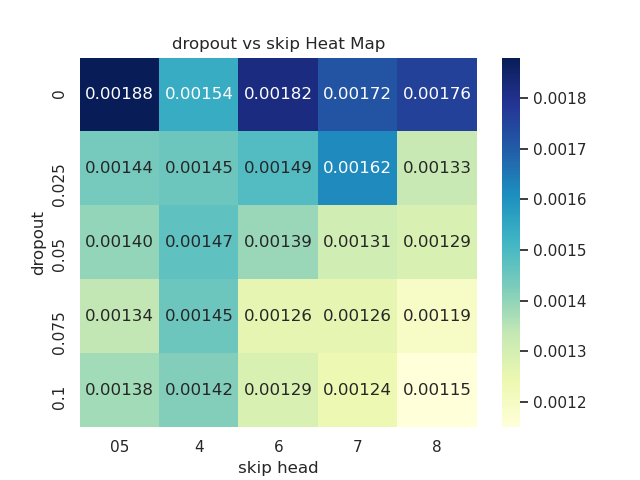 dropout vs skip Heat Map
dropout
0 0.00188 0.00154 0.00182 0.00172 0.00176
0.025 0.00144 0.00145 0.00149 0.00162 0.00133
0.05 0.00140 0.00147 0.00139 0.00131 0.00129
0.075 0.00134 0.00145 0.00126 0.00126 0.00119
0.1 0.00138 0.00142 0.00129 0.00124 0.00115
05 4 6 7 8
skip head
0.0018
0.0017
0.0016
0.0015
0.0014
0.0013
0.0012